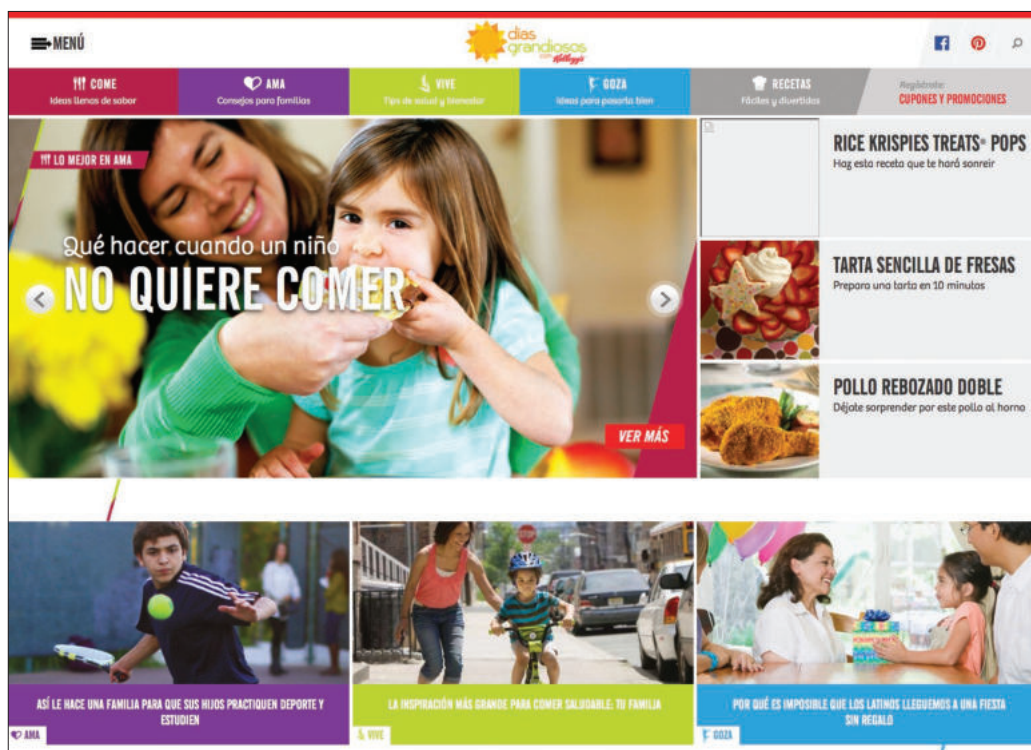 MENÚ
días
grandiosos
con Kellogg's
COME
Ideas llenas de sabor
AMA
Consejos para familias
VIVE
Tips de salud y bienestar
GOZA
Ideas para pasarla bien
RECETAS
Fáciles y divertidas
Regístrate:
CUPONES Y PROMOCIONES
LO MEJOR EN AMA
Qué hacer cuando un niño
NO QUIERE COMER
VER MÁS
RICE KRISPIES TREATS® POPS
Haz esta receta que te hará sonreir
TARTA SENCILLA DE FRESAS
Prepara una tarta en 10 minutos
POLLO REBOZADO DOBLE
Déjate sorprender por este pollo al horno
ASÍ LE HACE UNA FAMILIA PARA QUE SUS HIJOS PRACTIQUEN DEPORTE Y
ESTUDIEN
AMA
LA INSPIRACIÓN MÁS GRANDE PARA COMER SALUDABLE: TU FAMILIA
VIVE
POR QUÉ ES IMPOSIBLE QUE LOS LATINOS LLEGUEMOS A UNA FIESTA
SIN REGALO
GOZA